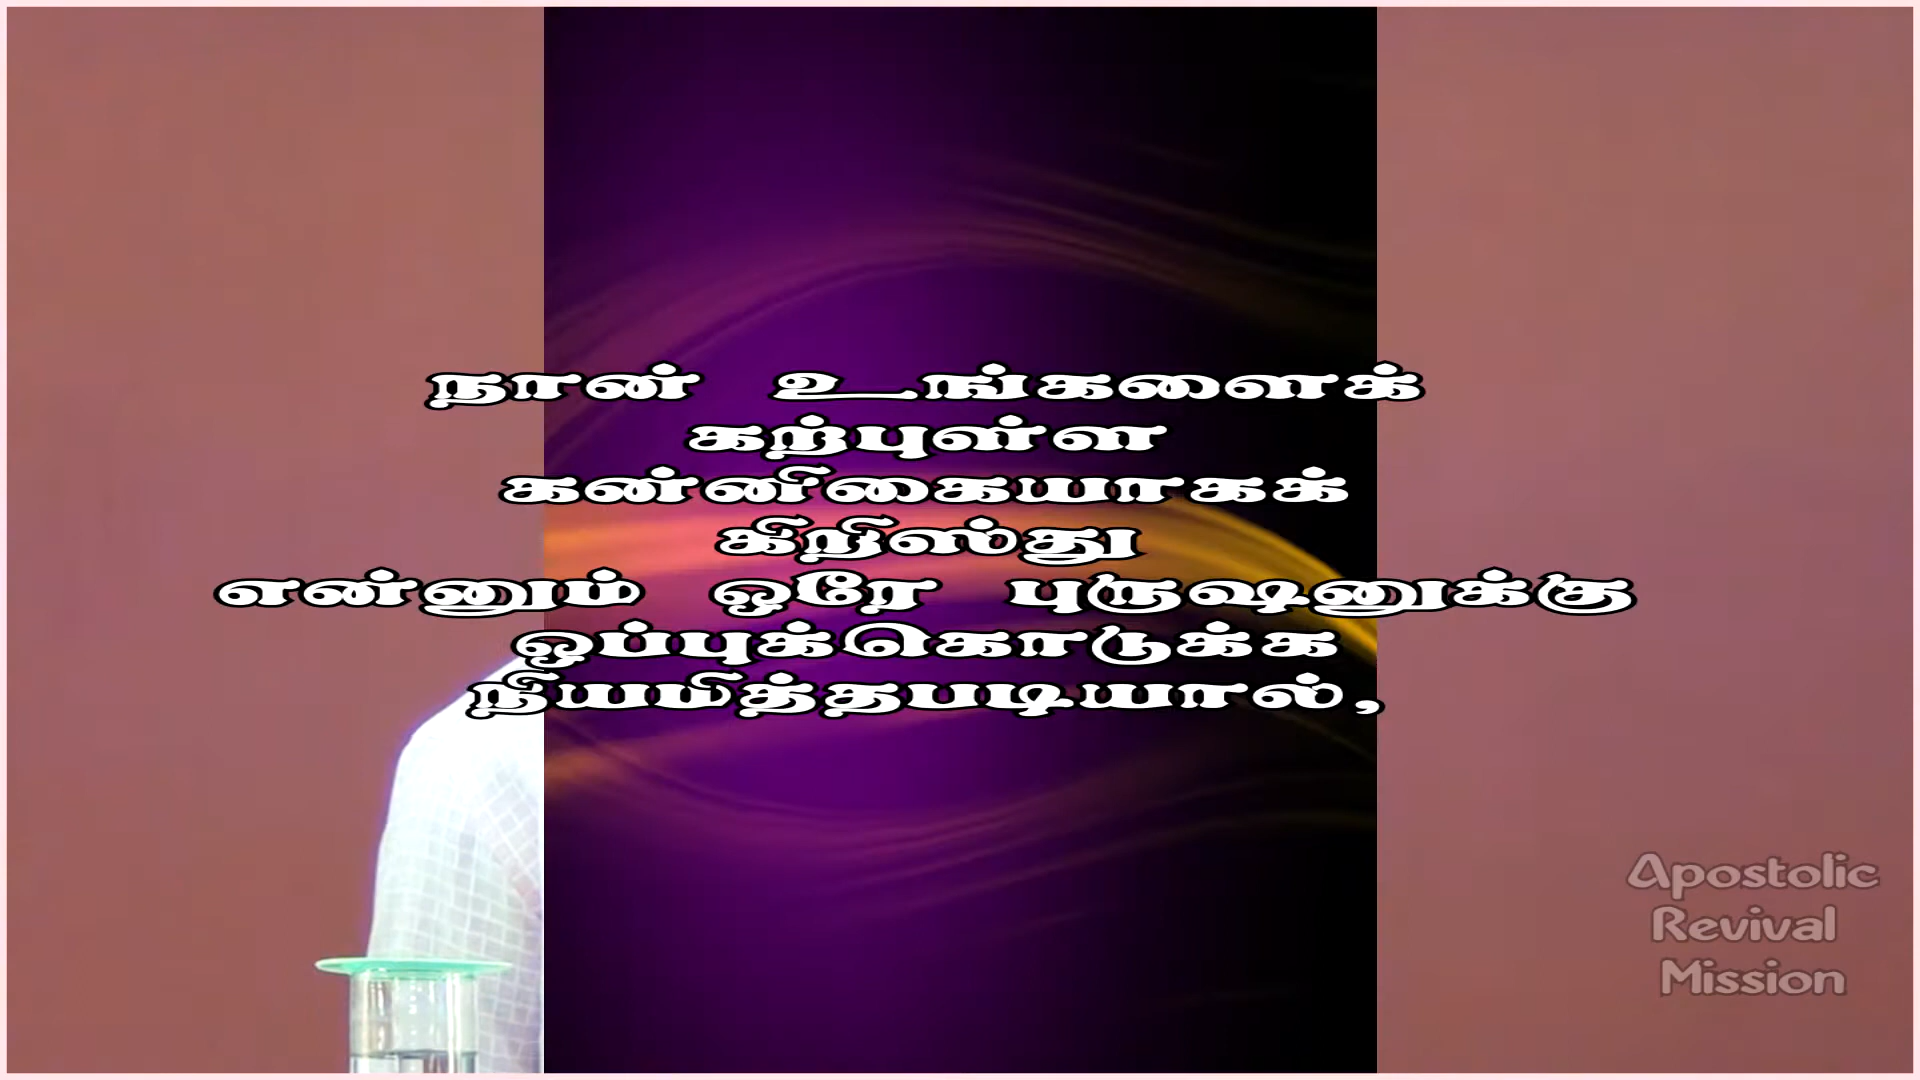 நான் உங்களைக்
கற்புள்ள
கன்னிகையாகக்
கிறிஸ்து
என்னும் ஒரே புருஷனுக்கு
ஒப்புக்கொடுக்க
நியமித்தபடியால்,
Apostolic
Revival
Mission